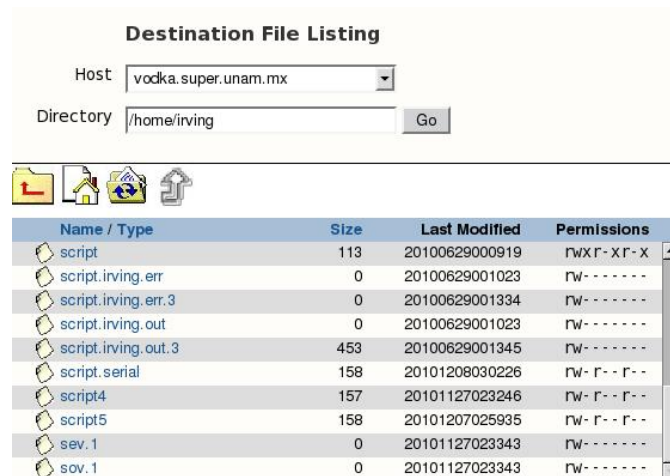 Destination File Listing
Host vodka.super.unam.mx
Directory /home/irving Go
Name / Type Size Last Modified Permissions
script 113 20100629000919 rwxr-xr-x
script.irving.err 0 20100629001023 rw-------
script.irving.err.3 0 20100629001334 rw-------
script.irving.out 0 20100629001023 rw-------
script.irving.out.3 453 20100629001345 rw-------
script.serial 158 20101208030226 rw-r--r--
script4 157 20101127023246 rw-r--r--
script5 158 20101207025935 rw-r--r--
sev.1 0 20101127023343 rw-------
sov.1 0 20101127023343 rw-------